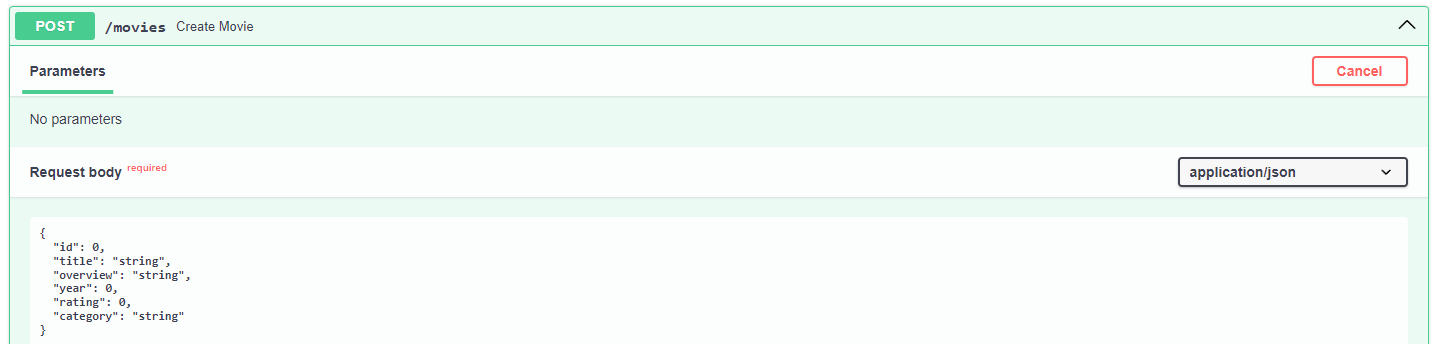 POST /movies Create Movie
Parameters Cancel
No parameters
Request body required application/json
{
  "id": 0,
  "title": "string",
  "overview": "string",
  "year": 0,
  "rating": 0,
  "category": "string"
}